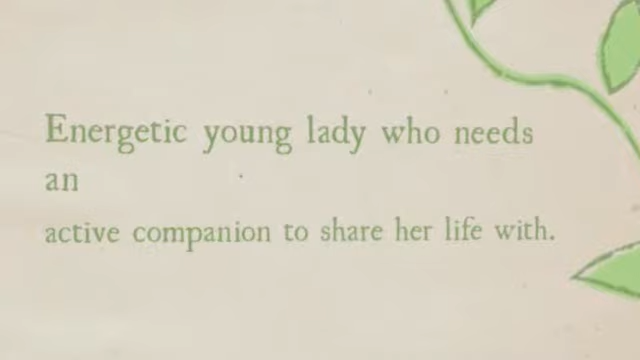 Energetic young lady who needs
an
active companion to share her life with.